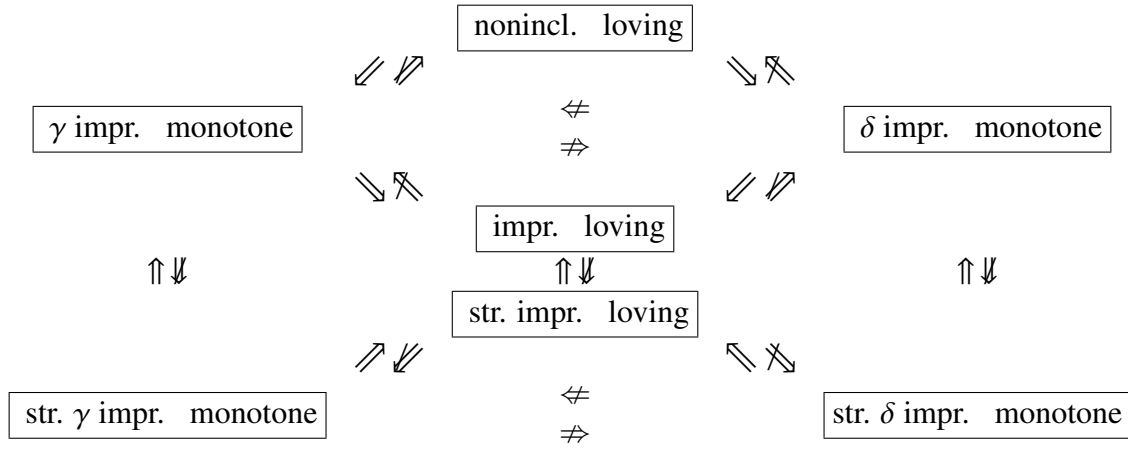 nonincl. loving
⇙ ⇗̸ ⇘ ⇖̸
γ impr. monotone ⇍ δ impr. monotone
⇏
⇘ ⇖̸ ⇙ ⇗̸
impr. loving
⇑ ⇓̸ ⇑ ⇓̸ ⇑ ⇓̸
str. impr. loving
⇗ ⇙̸ ⇖ ⇘̸
str. γ impr. monotone ⇍ str. δ impr. monotone
⇏